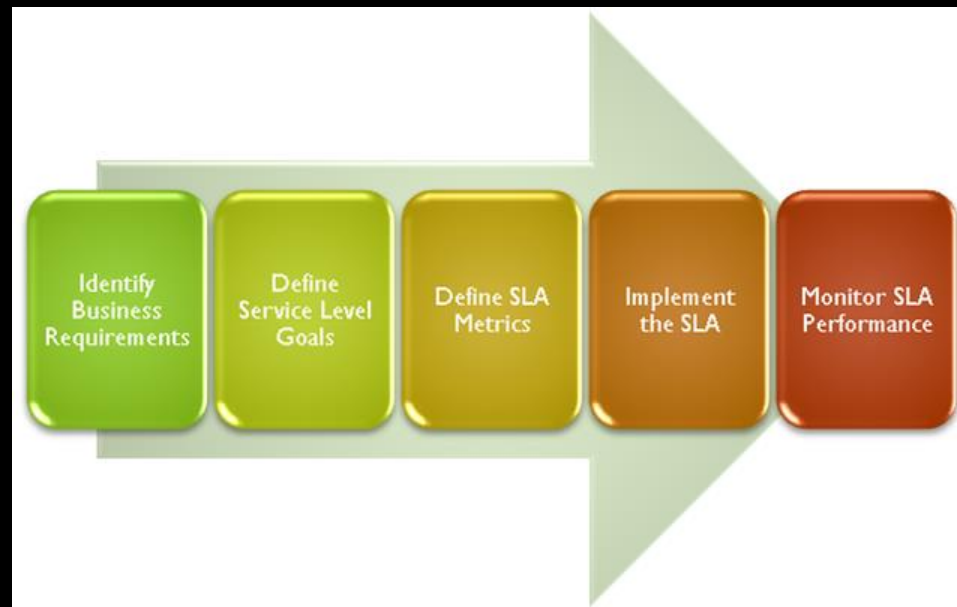 Identify
Business
Requirements
Define
Service Level
Goals
Define SLA
Metrics
Implement
the SLA
Monitor SLA
Performance